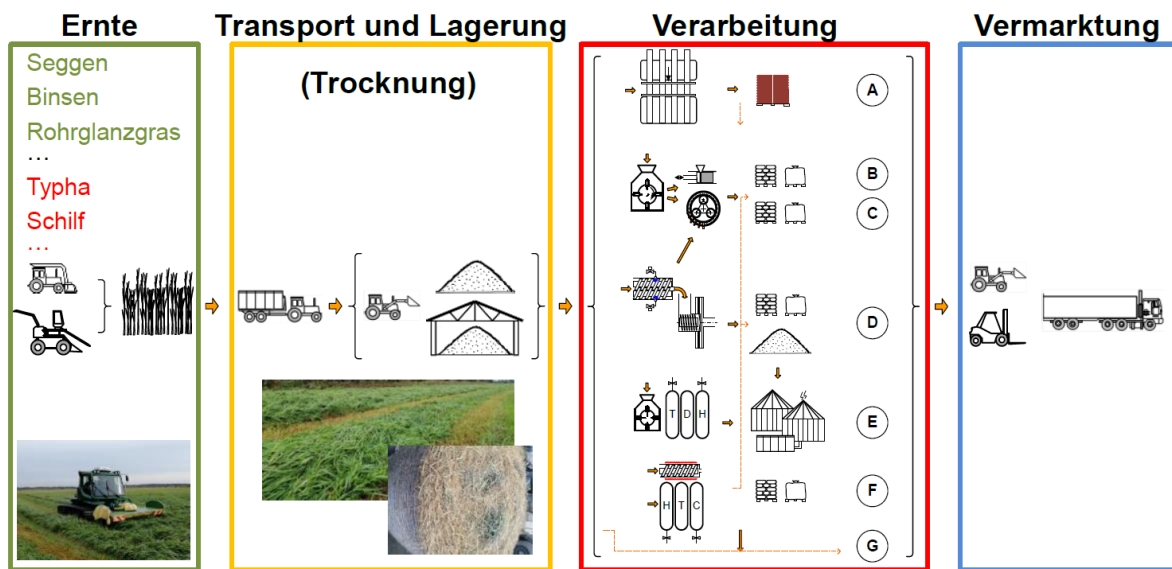 Ernte
Seggen
Binsen
Rohrglanzgras
...
Typha
Schilf
...
Transport und Lagerung
(Trocknung)
Verarbeitung
A
B
C
D
T D H
E
H T C
F
G
Vermarktung